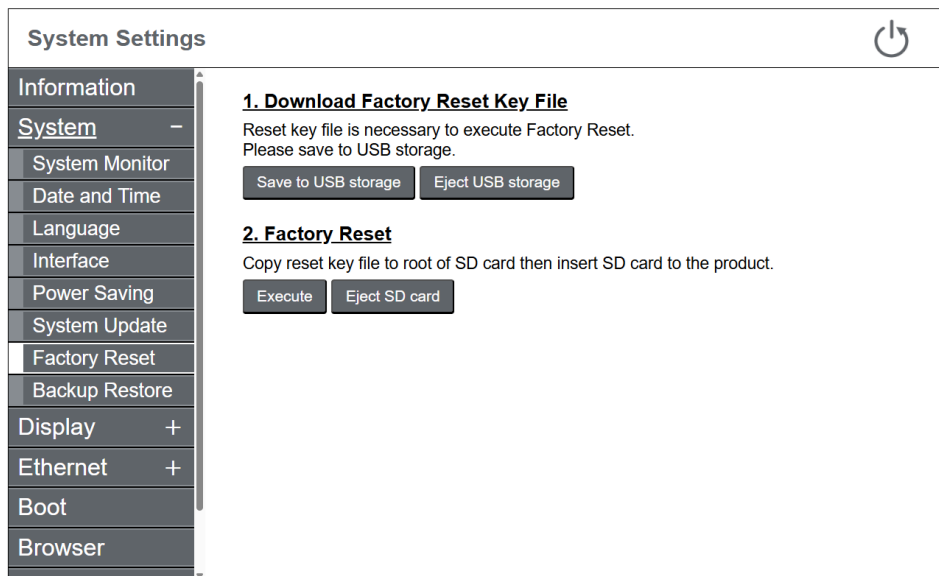 System Settings
Information
System −
System Monitor
Date and Time
Language
Interface
Power Saving
System Update
Factory Reset
Backup Restore
Display +
Ethernet +
Boot
Browser
1. Download Factory Reset Key File
Reset key file is necessary to execute Factory Reset.
Please save to USB storage.
Save to USB storage Eject USB storage
2. Factory Reset
Copy reset key file to root of SD card then insert SD card to the product.
Execute Eject SD card